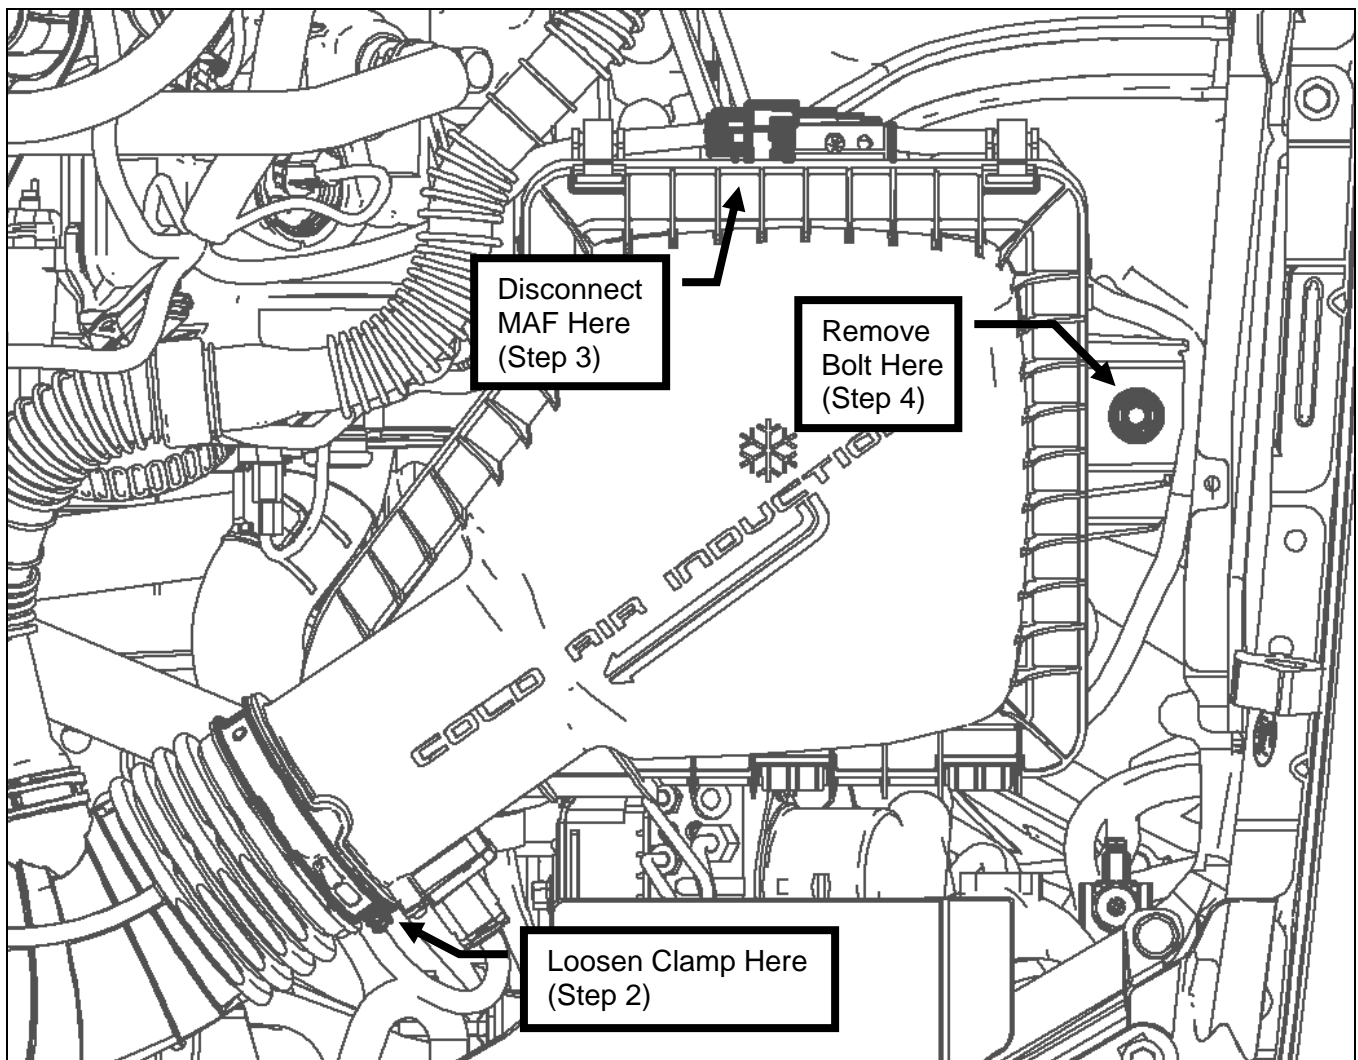 Disconnect
MAF Here
(Step 3)
Remove
Bolt Here
(Step 4)
COLD AIR INDUCTION
Loosen Clamp Here
(Step 2)